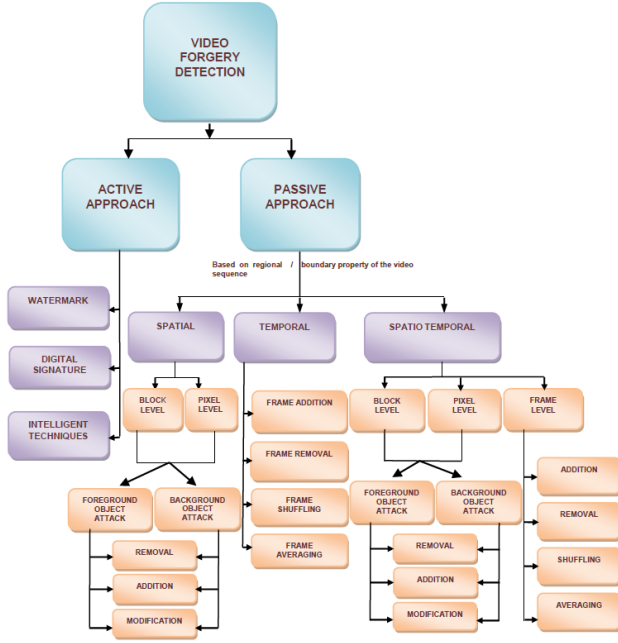 VIDEO
FORGERY
DETECTION
ACTIVE
APPROACH
PASSIVE
APPROACH
Based on regional / boundary property of the video
sequence
WATERMARK
DIGITAL
SIGNATURE
INTELLIGENT
TECHNIQUES
SPATIAL
TEMPORAL
SPATIO TEMPORAL
BLOCK
LEVEL
PIXEL
LEVEL
FOREGROUND
OBJECT
ATTACK
BACKGROUND
OBJECT
ATTACK
REMOVAL
ADDITION
MODIFICATION
FRAME ADDITION
FRAME REMOVAL
FRAME
SHUFFLING
FRAME
AVERAGING
BLOCK
LEVEL
PIXEL
LEVEL
FRAME
LEVEL
FOREGROUND
OBJECT
ATTACK
BACKGROUND
OBJECT
ATTACK
REMOVAL
ADDITION
MODIFICATION
ADDITION
REMOVAL
SHUFFLING
AVERAGING